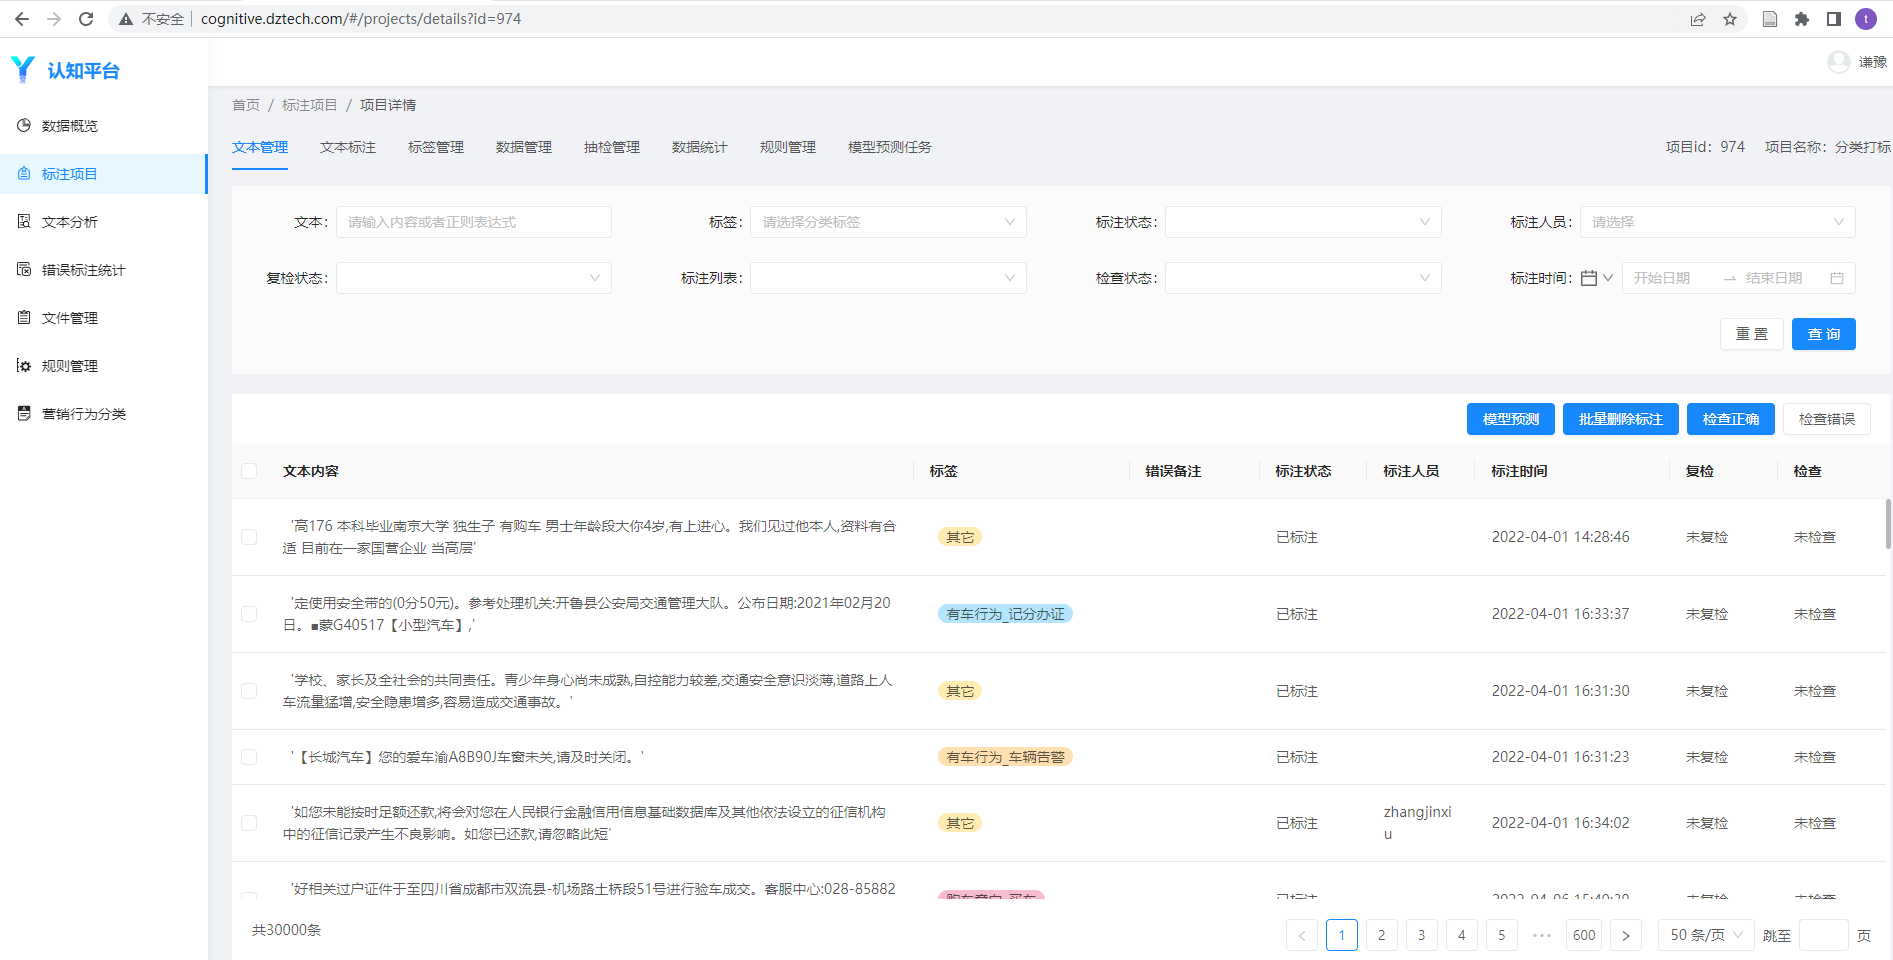 不安全 cognitive.dztech.com/#/projects/details?id=974
t
认知平台
谦豫
数据概览
标注项目
文本分析
错误标注统计
文件管理
规则管理
营销行为分类
首页 / 标注项目 / 项目详情
文本管理 文本标注 标签管理 数据管理 抽检管理 数据统计 规则管理 模型预测任务
项目id：974 项目名称：分类打标
文本： 请输入内容或者正则表达式 标签： 请选择分类标签 标注状态： 标注人员： 请选择
复检状态： 标注列表： 检查状态： 标注时间： 开始日期 → 结束日期
重 置 查 询
模型预测 批量删除标注 检查正确 检查错误
文本内容 标签 错误备注 标注状态 标注人员 标注时间 复检 检查
'高176 本科毕业南京大学 独生子 有购车 男士年龄段大你4岁,有上进心。我们见过他本人,资料有合
适 目前在一家国营企业 当高层'
其它 已标注 2022-04-01 14:28:46 未复检 未检查
'定使用安全带的(0分50元)。参考处理机关:开鲁县公安局交通管理大队。公布日期:2021年02月20
日。■蒙G40517【小型汽车】,'
有车行为_记分办证 已标注 2022-04-01 16:33:37 未复检 未检查
'学校、家长及全社会的共同责任。青少年身心尚未成熟,自控能力较差,交通安全意识淡薄,道路上人
车流量猛增,安全隐患增多,容易造成交通事故。'
其它 已标注 2022-04-01 16:31:30 未复检 未检查
'【长城汽车】您的爱车渝A8B90J车窗未关,请及时关闭。'
有车行为_车辆告警 已标注 2022-04-01 16:31:23 未复检 未检查
'如您未能按时足额还款,将会对您在人民银行金融信用信息基础数据库及其他依法设立的征信机构
中的征信记录产生不良影响。如您已还款,请忽略此短'
其它 已标注 zhangjinxi
u
2022-04-01 16:34:02 未复检 未检查
'好相关过户证件于至四川省成都市双流县-机场路土桥段51号进行验车成交。客服中心:028-85882
共30000条
< 1 2 3 4 5 ••• 600 > 50 条/页 跳至 页